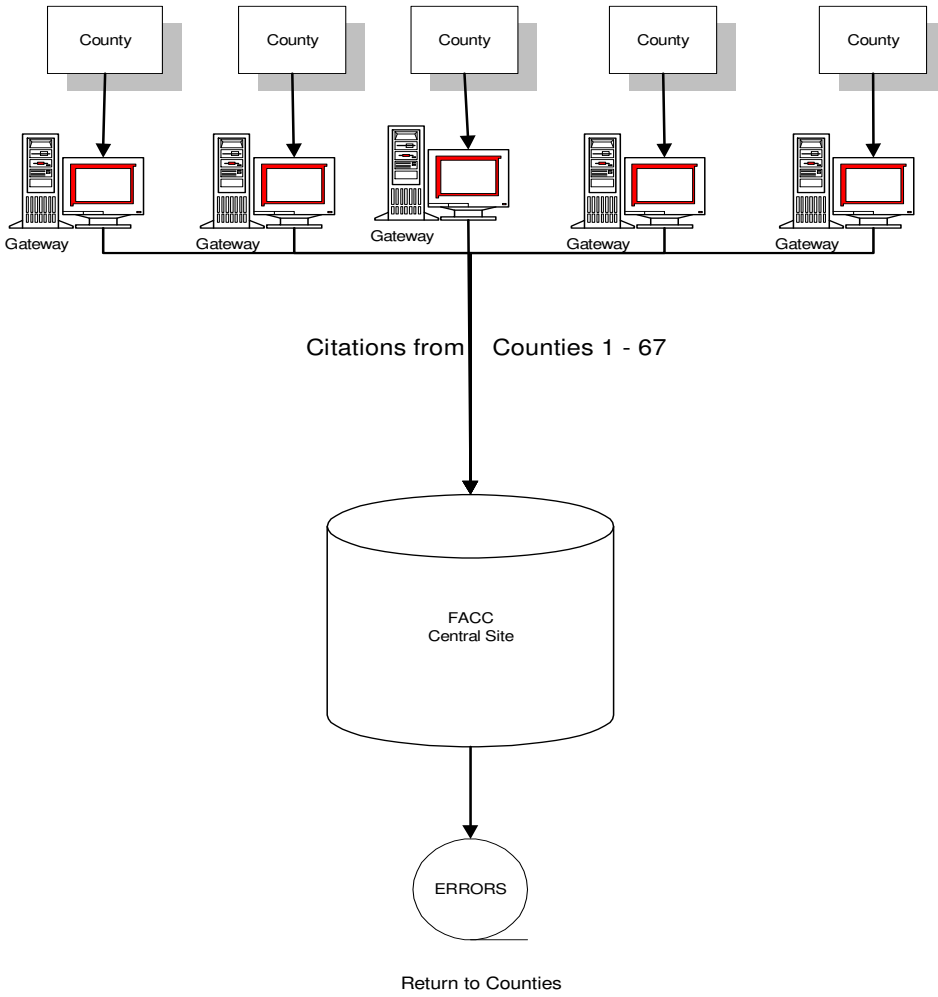 County County County County County
Gateway Gateway Gateway Gateway Gateway
Citations from Counties 1 - 67
FACC
Central Site
ERRORS
Return to Counties